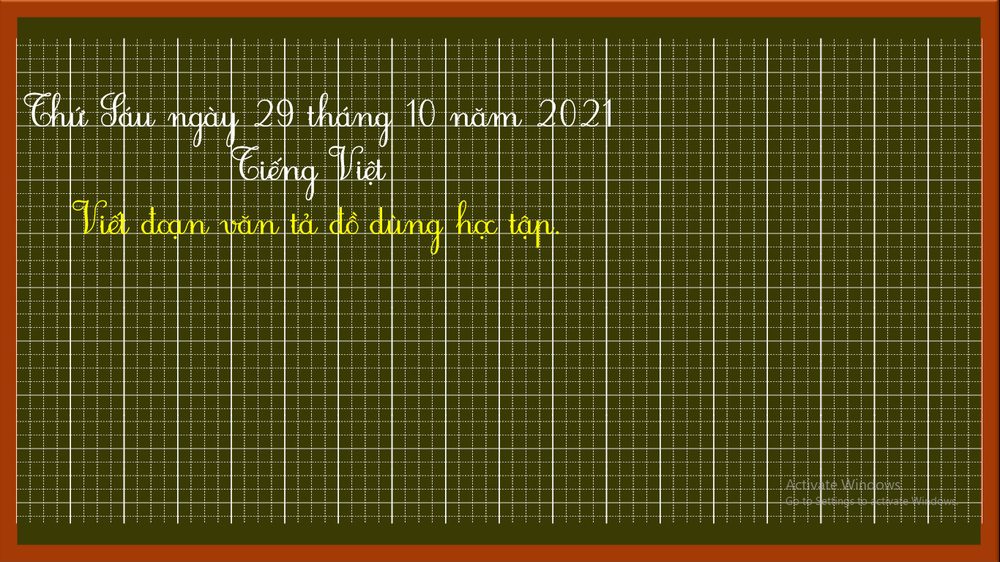 Thứ Sáu ngày 29 tháng 10 năm 2021
Tiếng Việt
Viết đoạn văn tả đồ dùng học tập.
Activate Windows
Go to Settings to activate Windows.